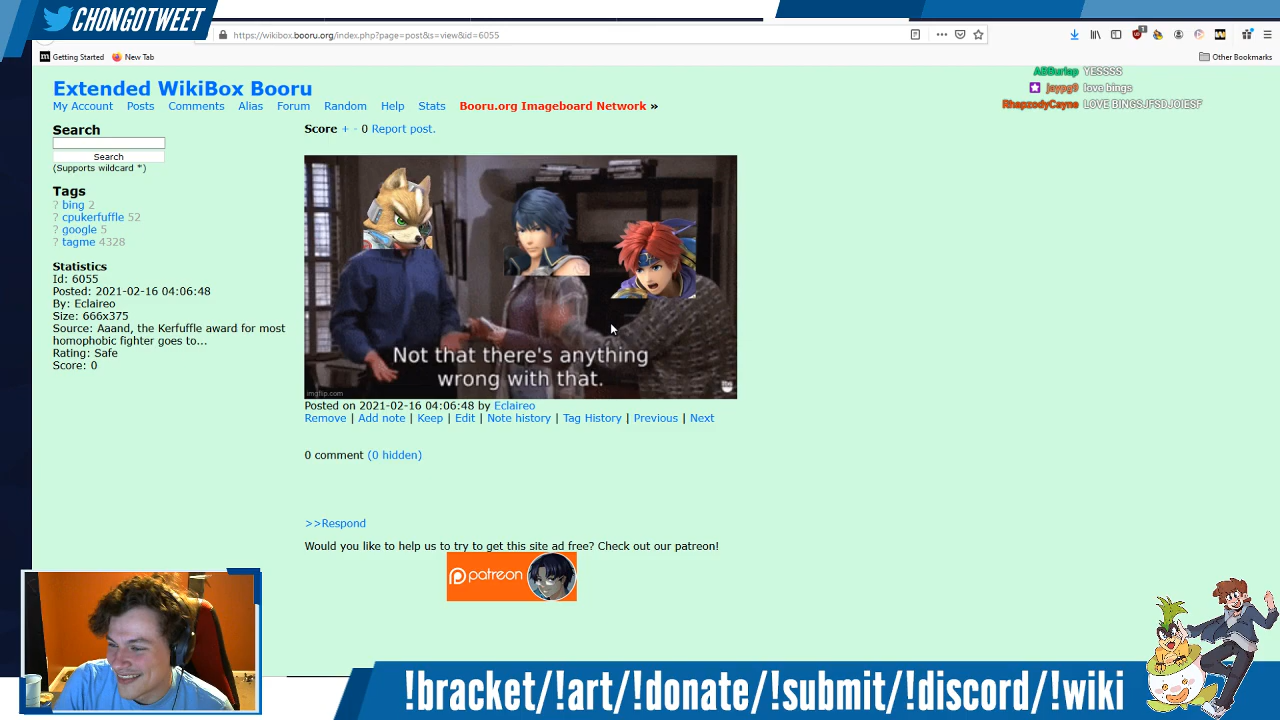 CHONGOTWEET
https://wikibox.booru.org/index.php?page=post&s=view&id=6055
Getting Started
New Tab
Other Bookmarks
ABBurlap YESSSS
jaypg9 love bings
RhapzodyCayne LOVE BINGSJFSDJOIESF
Extended WikiBox Booru
My Account Posts Comments Alias Forum Random Help Stats Booru.org Imageboard Network »
Search
Search
(Supports wildcard *)
Tags
? bing 2
? cpukerfuffle 52
? google 5
? tagme 4328
Statistics
Id: 6055
Posted: 2021-02-16 04:06:48
By: Eclaireo
Size: 666x375
Source: Aaand, the Kerfuffle award for most
homophobic fighter goes to...
Rating: Safe
Score: 0
Score + - 0 Report post.
Not that there's anything
wrong with that.
imgflip.com
Posted on 2021-02-16 04:06:48 by Eclaireo
Remove | Add note | Keep | Edit | Note history | Tag History | Previous | Next
0 comment (0 hidden)
>>Respond
Would you like to help us to try to get this site ad free? Check out our patreon!
patreon
!bracket/!art/!donate/!submit/!discord/!wiki